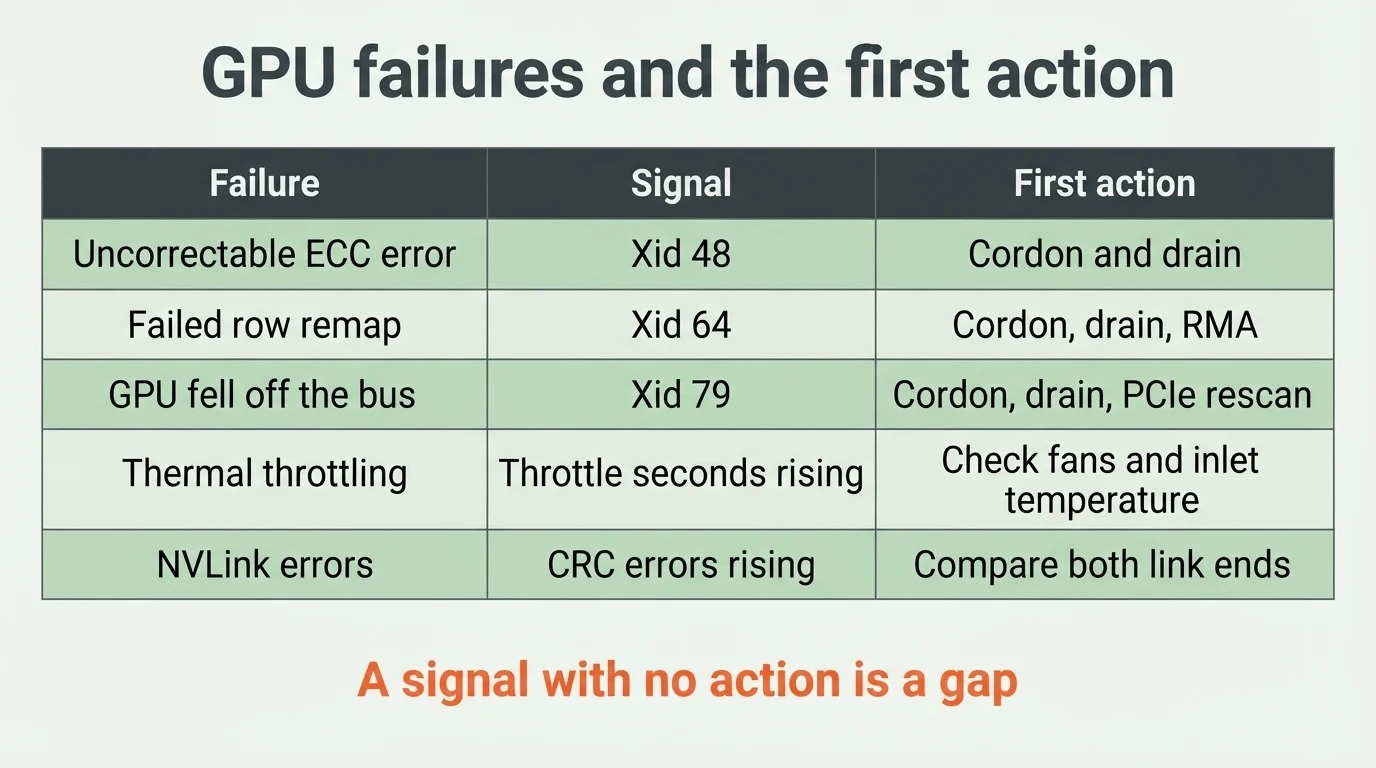 GPU failures and the first action
Failure Signal First action
Uncorrectable ECC error Xid 48 Cordon and drain
Failed row remap Xid 64 Cordon, drain, RMA
GPU fell off the bus Xid 79 Cordon, drain, PCIe rescan
Thermal throttling Throttle seconds rising Check fans and inlet
temperature
NVLink errors CRC errors rising Compare both link ends
A signal with no action is a gap